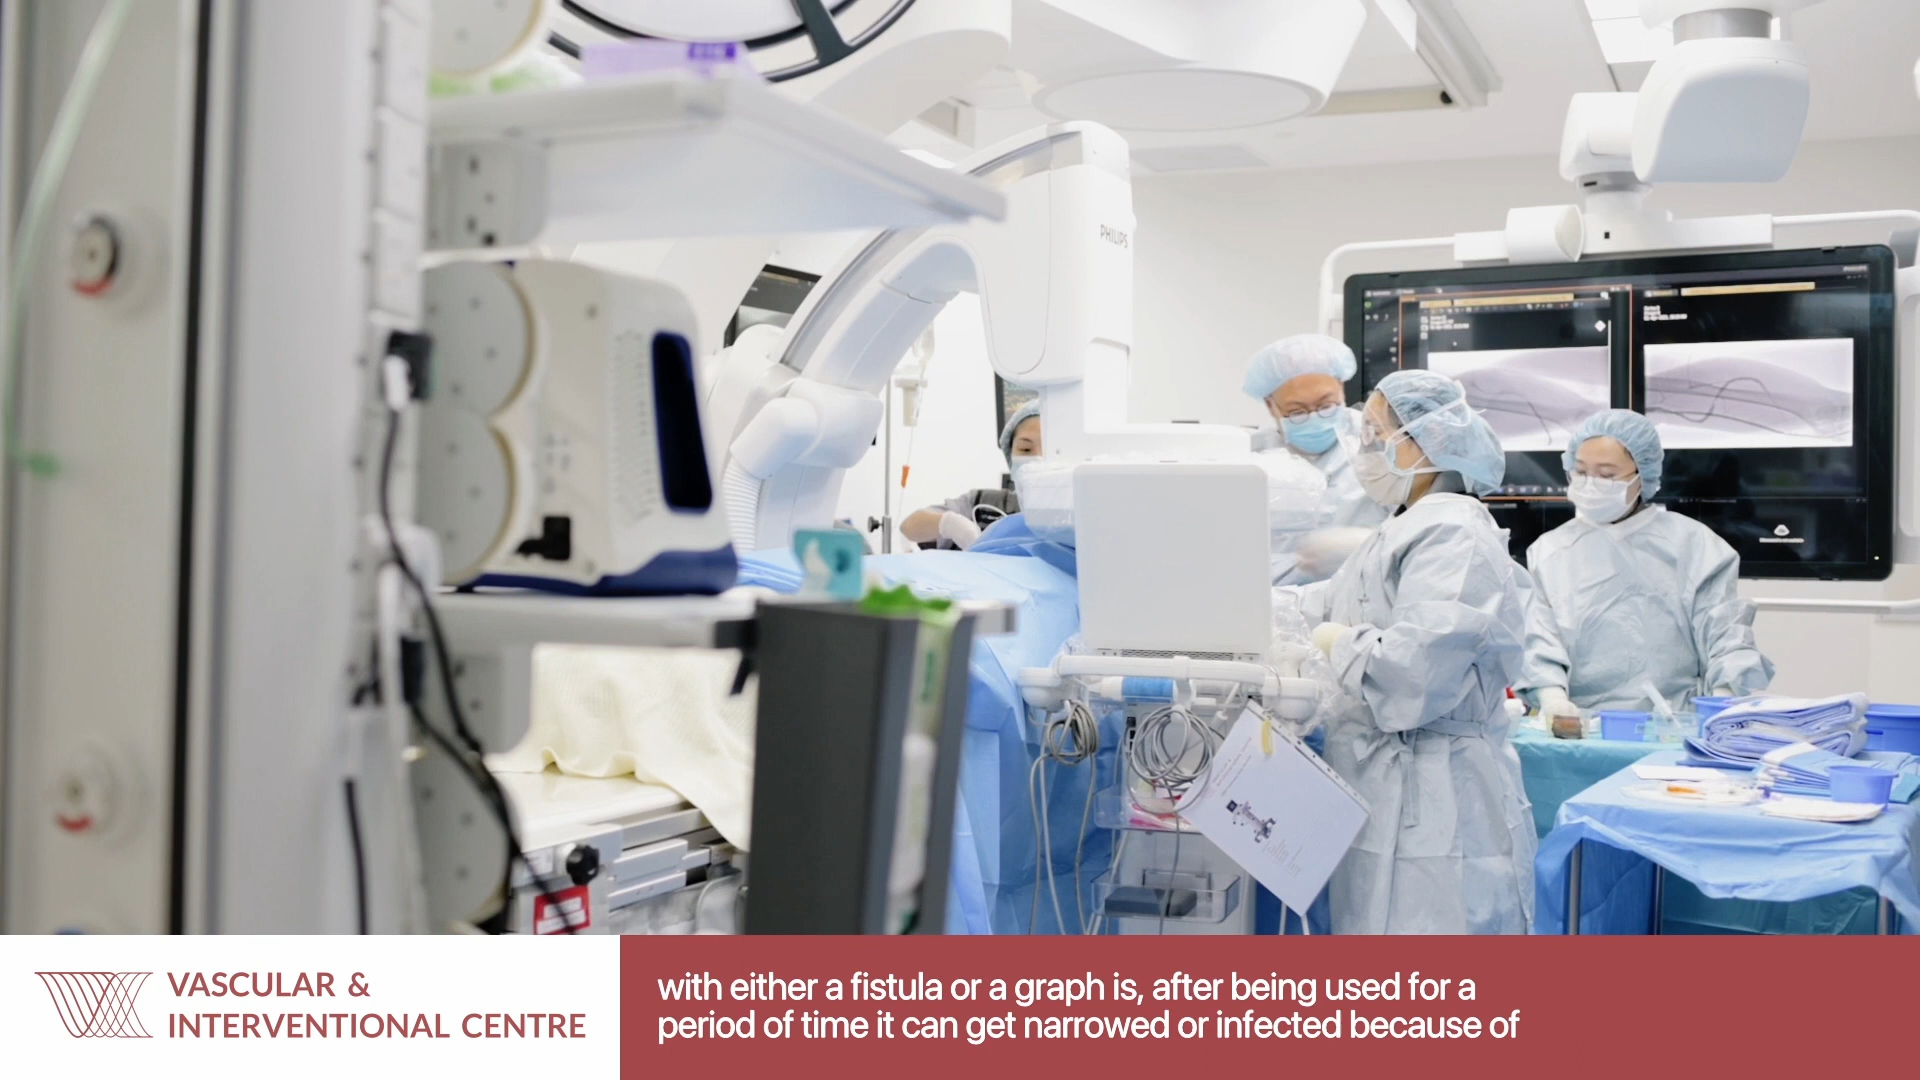 PHILIPS
VASCULAR &
INTERVENTIONAL CENTRE
with either a fistula or a graph is, after being used for a
period of time it can get narrowed or infected because of